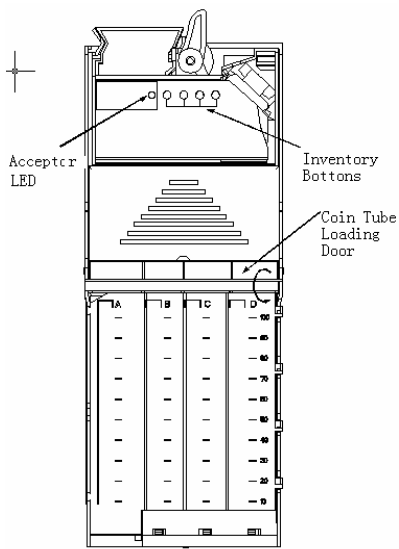 Acceptor
LED
Inventory
Bottons
Coin Tube
Loading
Door
A B C D
100
90
80
70
60
50
40
30
20
10